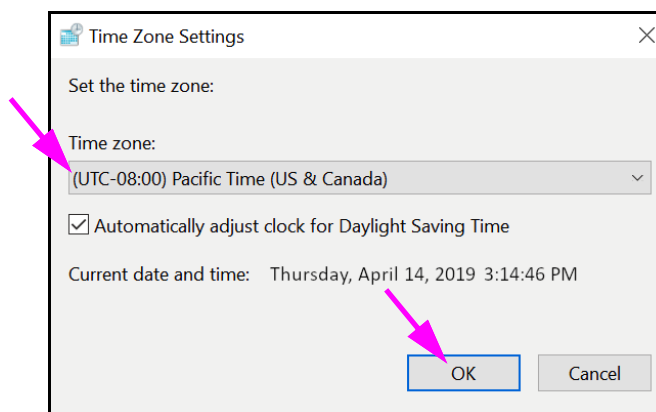 Time Zone Settings
Set the time zone:
Time zone:
(UTC-08:00) Pacific Time (US & Canada)
Automatically adjust clock for Daylight Saving Time
Current date and time: Thursday, April 14, 2019 3:14:46 PM
OK Cancel